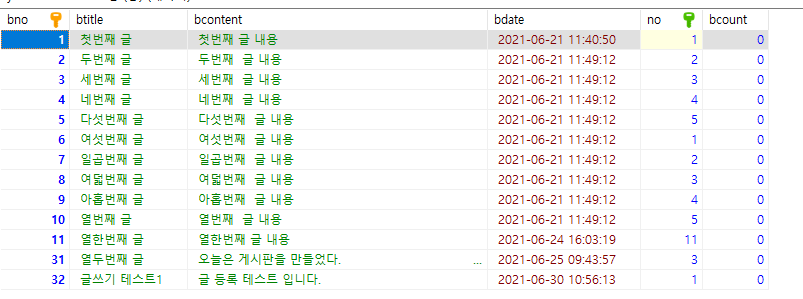 bno btitle bcontent bdate no bcount
1 첫번째 글 첫번째 글 내용 2021-06-21 11:40:50 1 0
2 두번째 글 두번째 글 내용 2021-06-21 11:49:12 2 0
3 세번째 글 세번째 글 내용 2021-06-21 11:49:12 3 0
4 네번째 글 네번째 글 내용 2021-06-21 11:49:12 4 0
5 다섯번째 글 다섯번째 글 내용 2021-06-21 11:49:12 5 0
6 여섯번째 글 여섯번째 글 내용 2021-06-21 11:49:12 1 0
7 일곱번째 글 일곱번째 글 내용 2021-06-21 11:49:12 2 0
8 여덟번째 글 여덟번째 글 내용 2021-06-21 11:49:12 3 0
9 아홉번째 글 아홉번째 글 내용 2021-06-21 11:49:12 4 0
10 열번째 글 열번째 글 내용 2021-06-21 11:49:12 5 0
11 열한번째 글 열한번째 글 내용 2021-06-24 16:03:19 11 0
31 열두번째 글 오늘은 게시판을 만들었다. ... 2021-06-25 09:43:57 3 0
32 글쓰기 테스트1 글 등록 테스트 입니다. 2021-06-30 10:56:13 1 0